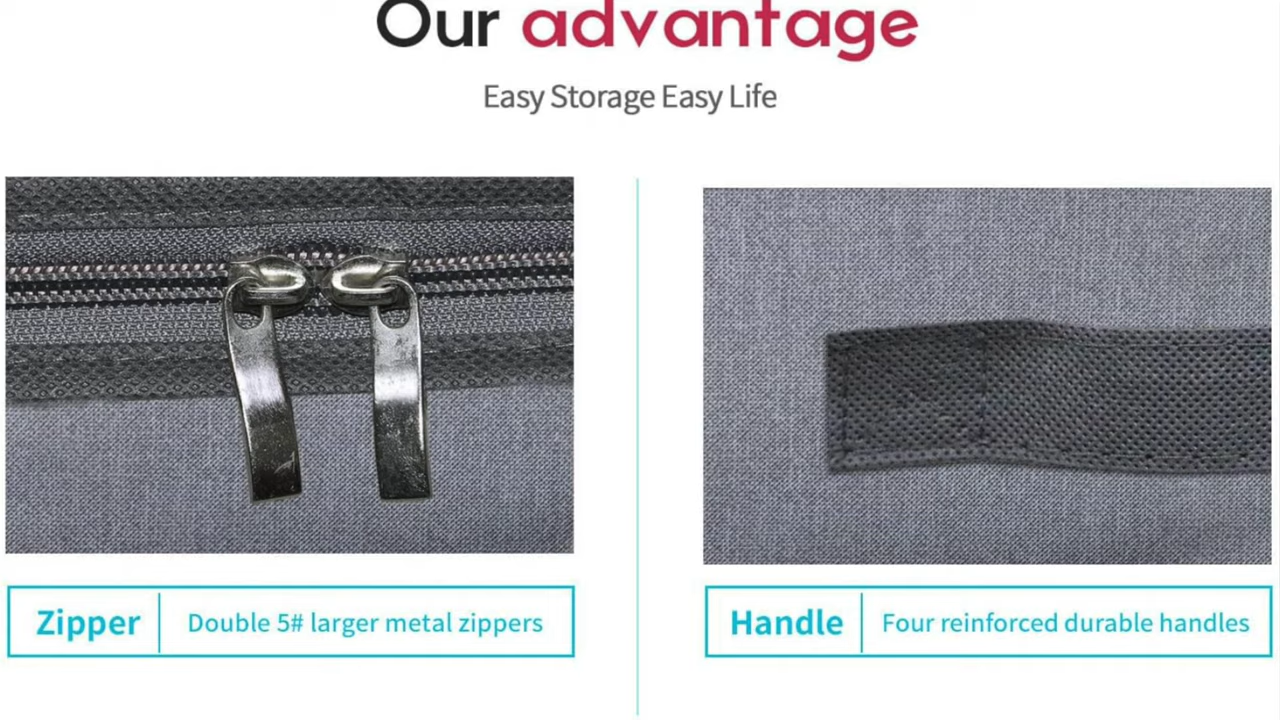 Our advantage
Easy Storage Easy Life
Zipper
Double 5# larger metal zippers
Handle
Four reinforced durable handles